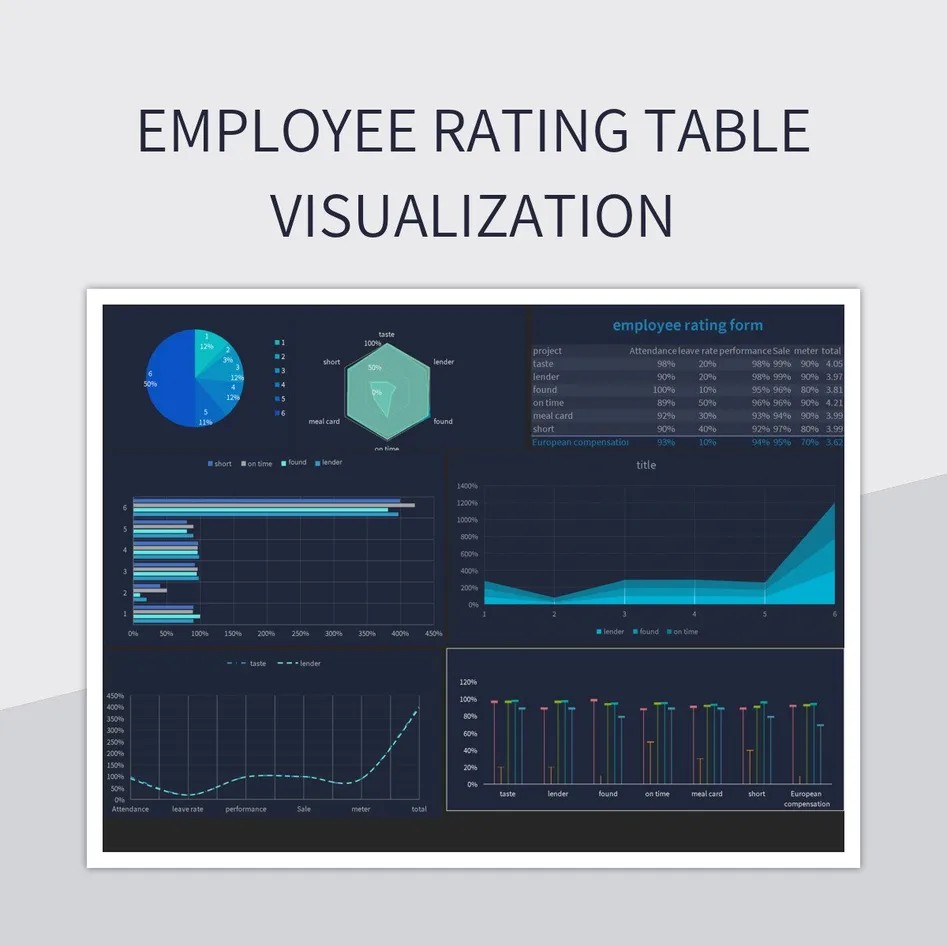 EMPLOYEE RATING TABLE
VISUALIZATION
1
12%
2
3%
3
12%
4
12%
5
11%
6
50%
1
2
3
4
5
6
taste
100%
short
lender
50%
0%
meal card
found
on time
employee rating form
project Attendance leave rate performance Sale meter total
taste 98% 20% 98% 99% 90% 4.05
lender 90% 20% 98% 99% 90% 3.97
found 100% 10% 95% 96% 80% 3.81
on time 89% 50% 96% 96% 90% 4.21
meal card 92% 30% 93% 94% 90% 3.99
short 90% 40% 92% 97% 80% 3.99
European compensation 93% 10% 94% 95% 70% 3.62
short on time found lender
6
5
4
3
2
1
0% 50% 100% 150% 200% 250% 300% 350% 400% 450%
title
1400%
1200%
1000%
800%
600%
400%
200%
0%
1 2 3 4 5 6
lender found on time
taste lender
450%
400%
350%
300%
250%
200%
150%
100%
50%
0%
Attendance leave rate performance Sale meter total
120%
100%
80%
60%
40%
20%
0%
taste lender found on time meal card short European
compensation